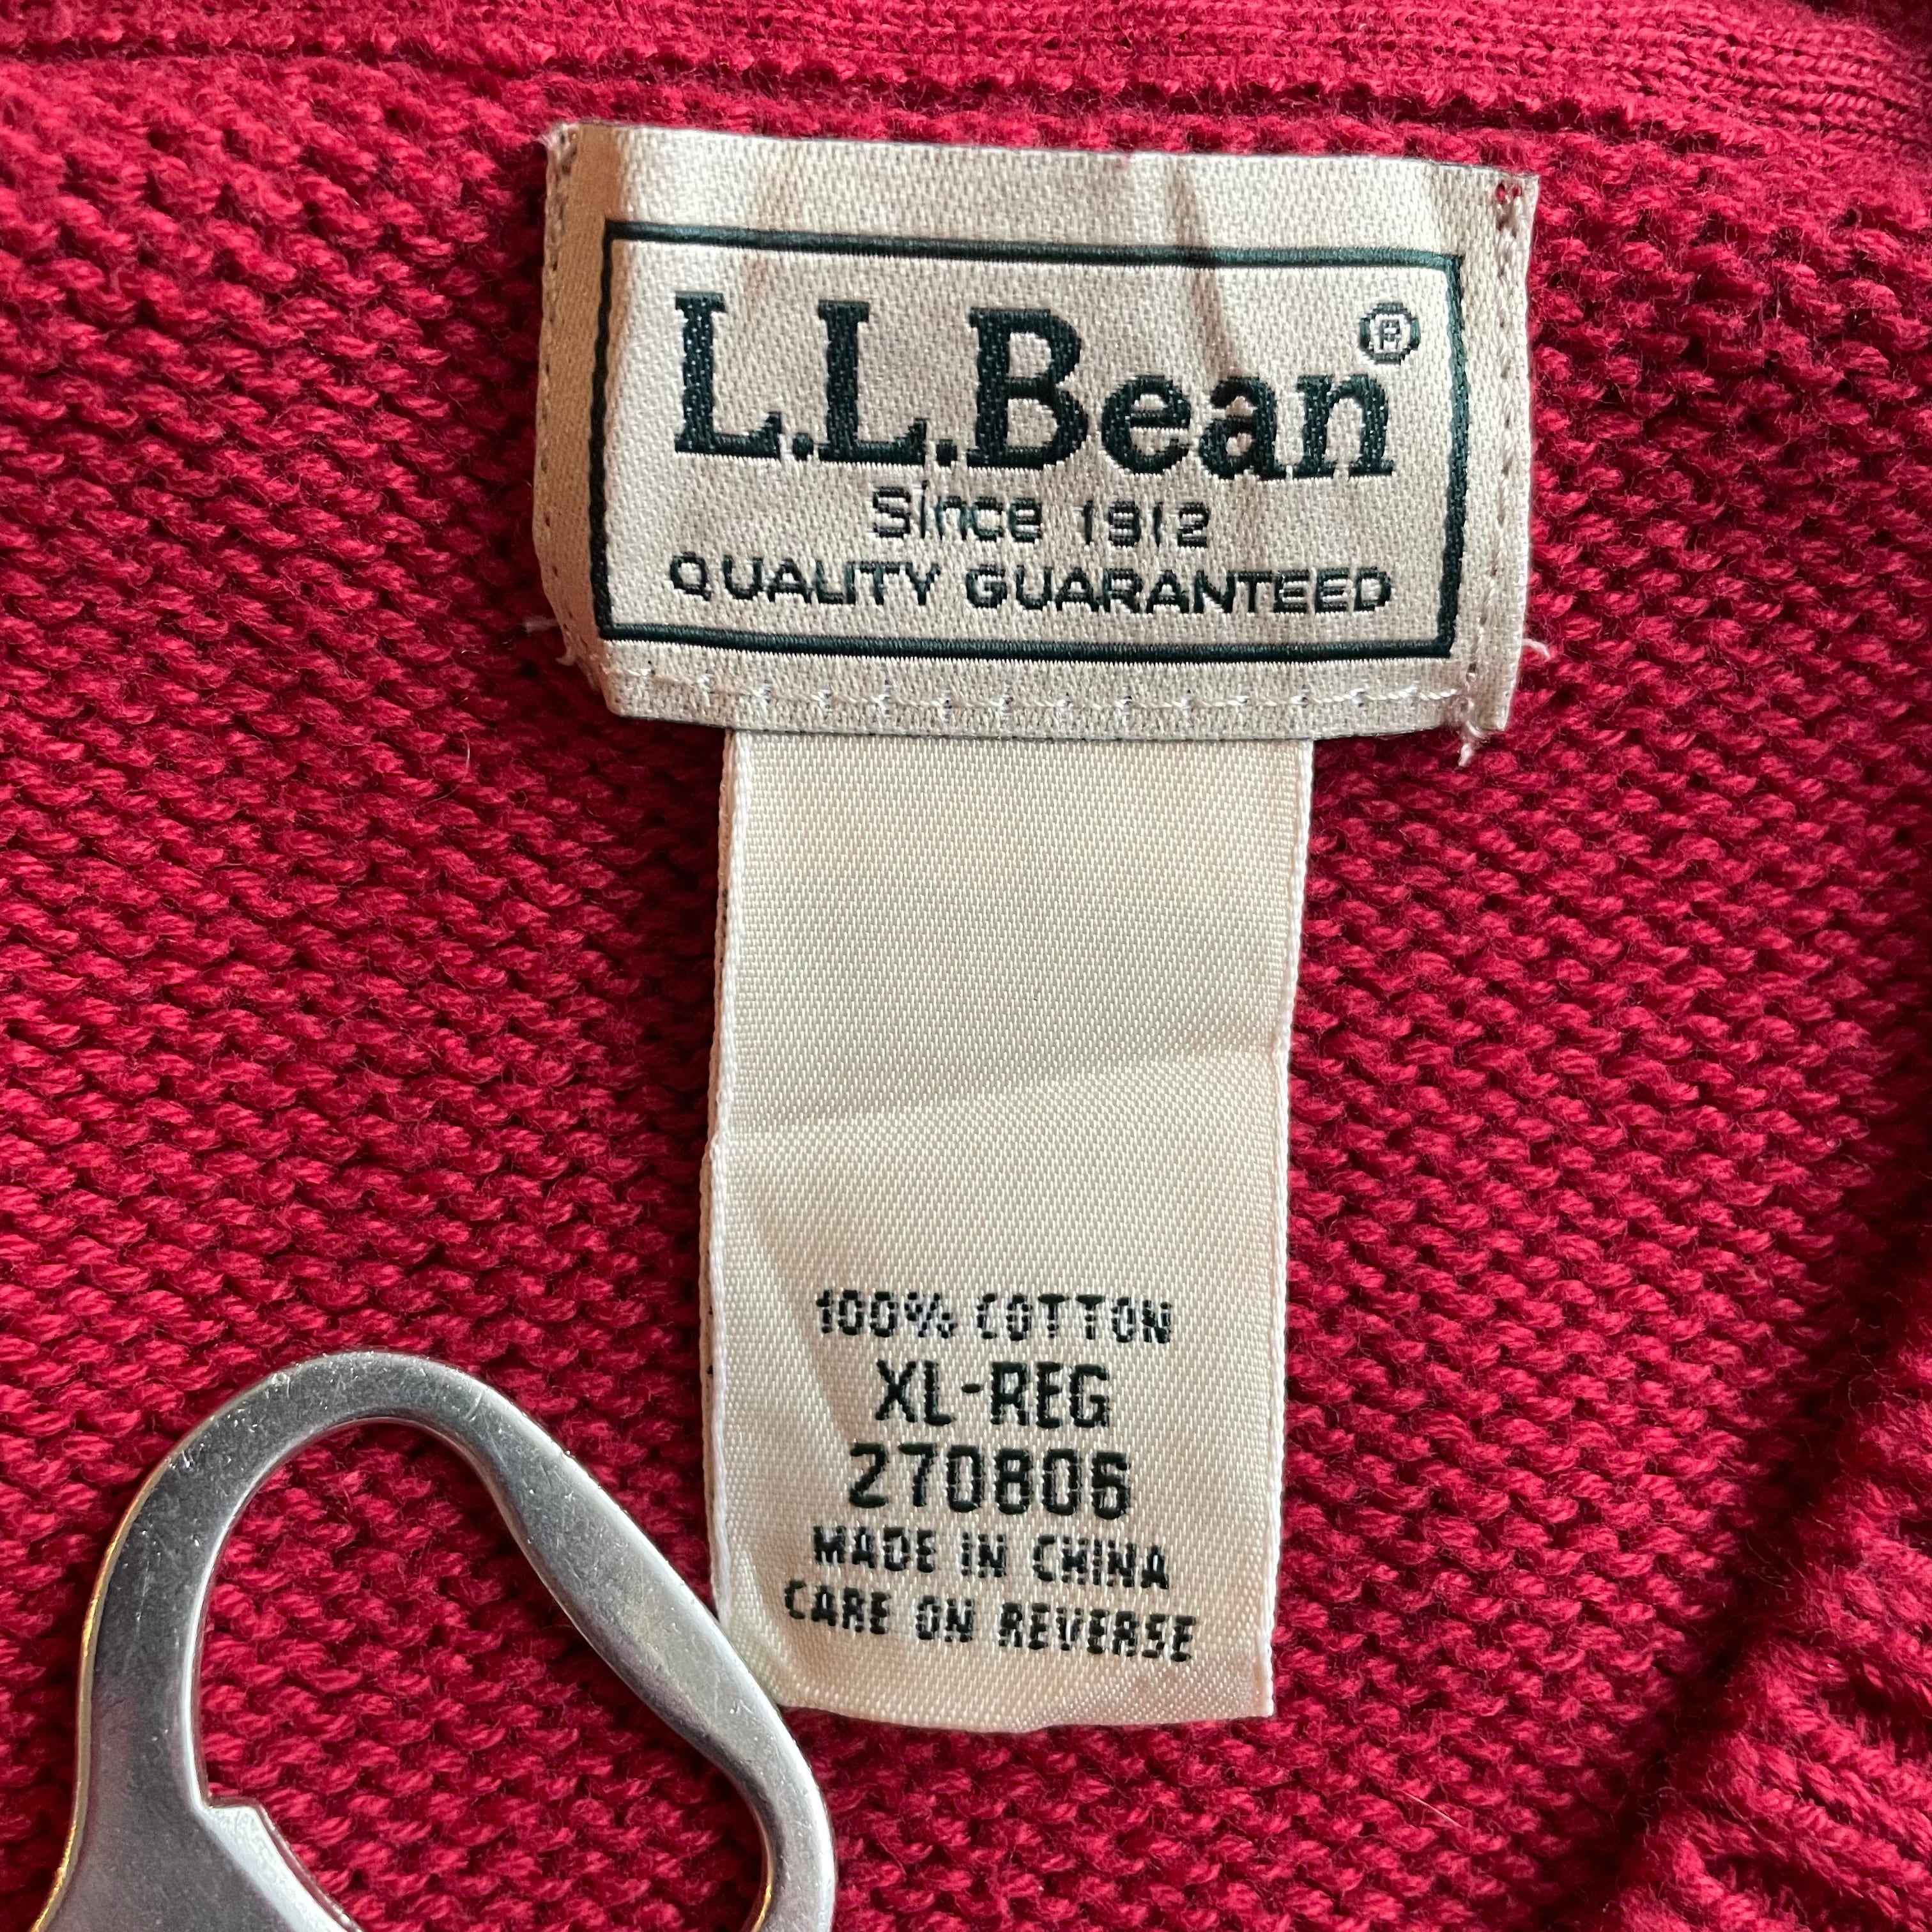 L.L.Bean®
Since 1912
QUALITY GUARANTEED
100% COTTON
XL-REG
270806
MADE IN CHINA
CARE ON REVERSE